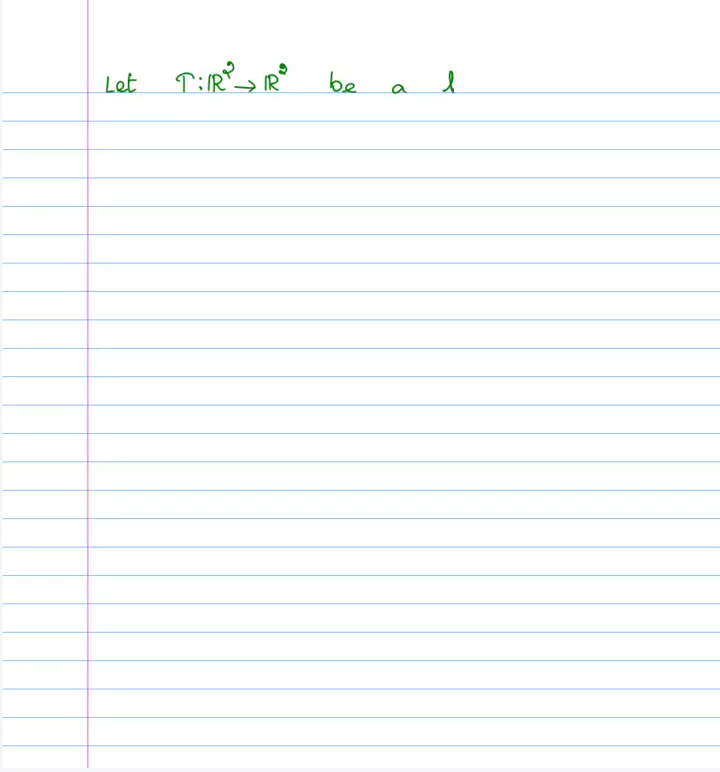 Let T:ℝ² → ℝ² be a l